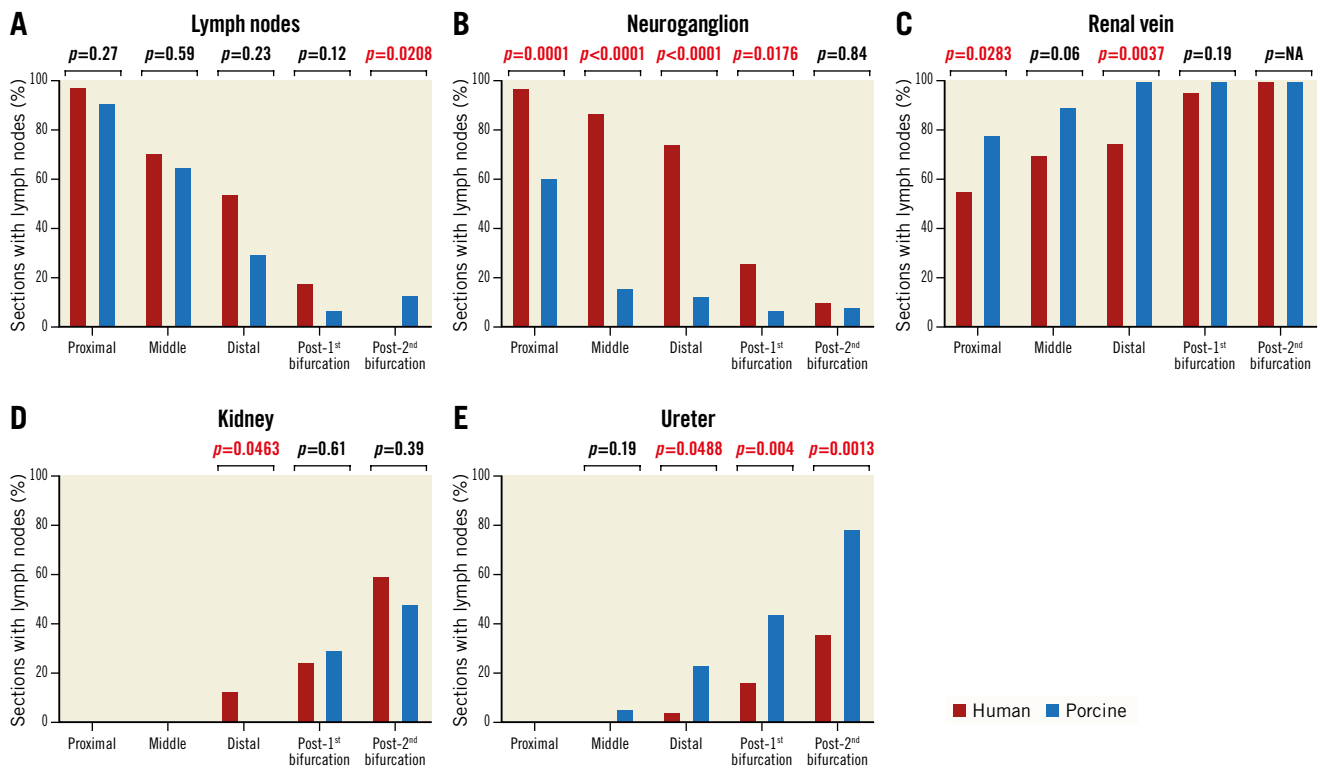 A Lymph nodes
p=0.27 p=0.59 p=0.23 p=0.12 p=0.0208
Sections with lymph nodes (%)
100
80
60
40
20
0
Proximal Middle Distal Post-1st bifurcation Post-2nd bifurcation
B Neuroganglion
p=0.0001 p<0.0001 p<0.0001 p=0.0176 p=0.84
Sections with lymph nodes (%)
100
80
60
40
20
0
Proximal Middle Distal Post-1st bifurcation Post-2nd bifurcation
C Renal vein
p=0.0283 p=0.06 p=0.0037 p=0.19 p=NA
Sections with lymph nodes (%)
100
80
60
40
20
0
Proximal Middle Distal Post-1st bifurcation Post-2nd bifurcation
D Kidney
p=0.0463 p=0.61 p=0.39
Sections with lymph nodes (%)
100
80
60
40
20
0
Proximal Middle Distal Post-1st bifurcation Post-2nd bifurcation
E Ureter
p=0.19 p=0.0488 p=0.004 p=0.0013
Sections with lymph nodes (%)
100
80
60
40
20
0
Proximal Middle Distal Post-1st bifurcation Post-2nd bifurcation
Human Porcine